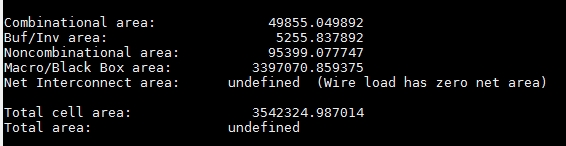 Combinational area: 49855.049892
Buf/Inv area: 5255.837892
Noncombinational area: 95399.077747
Macro/Black Box area: 3397070.859375
Net Interconnect area: undefined (Wire load has zero net area)
Total cell area: 3542324.987014
Total area: undefined